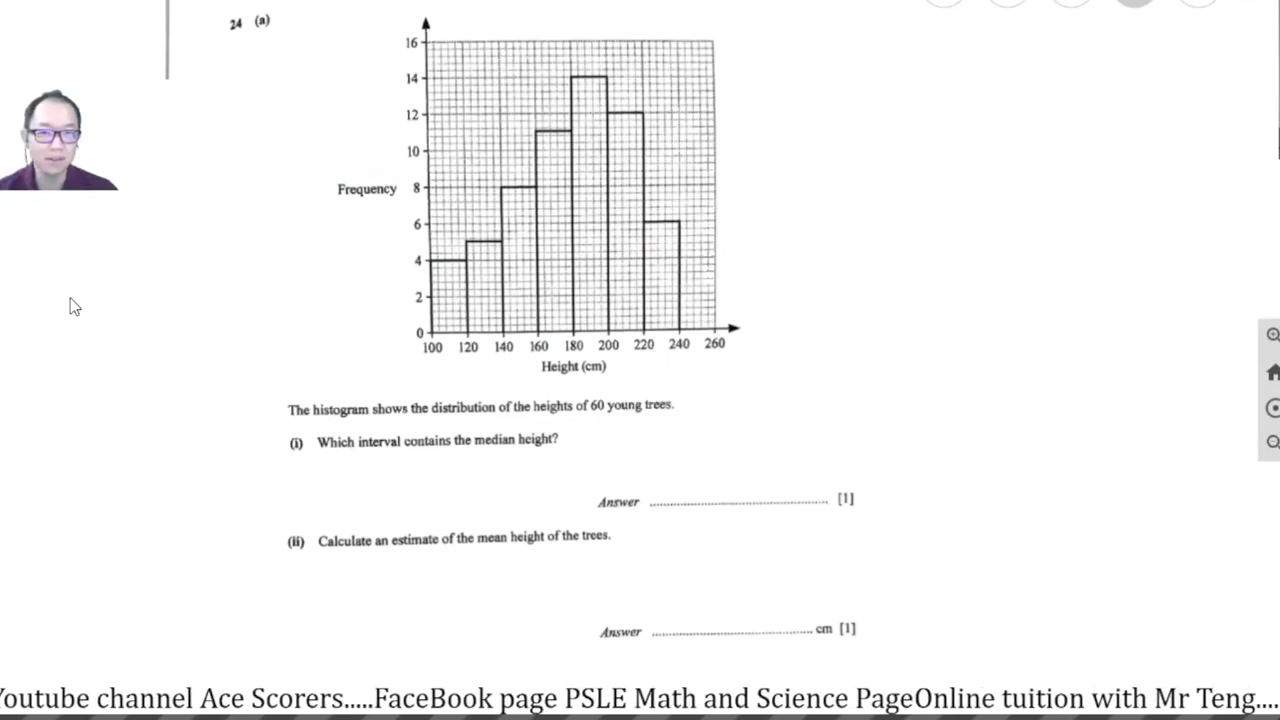 24 (a)
16
14
12
10
Frequency 8
6
4
2
0
100 120 140 160 180 200 220 240 260
Height (cm)
The histogram shows the distribution of the heights of 60 young trees.
(i) Which interval contains the median height?
Answer ................................................ [1]
(ii) Calculate an estimate of the mean height of the trees.
Answer ........................................... cm [1]
Youtube channel Ace Scorers.....FaceBook page PSLE Math and Science PageOnline tuition with Mr Teng....